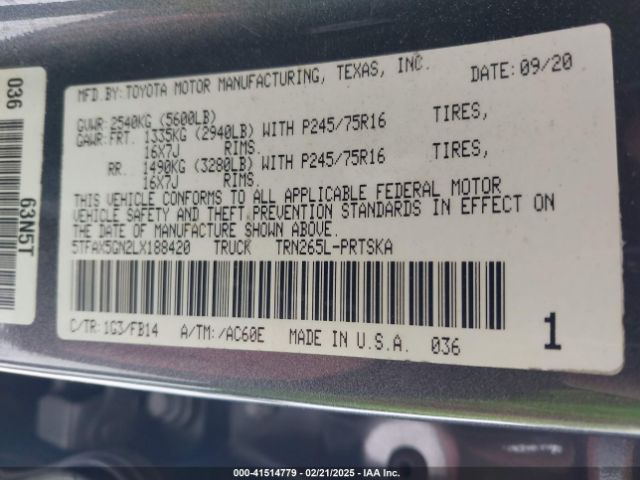 MFD.BY:TOYOTA MOTOR MANUFACTURING, TEXAS, INC. DATE:09/20
GVWR:2540KG (5600LB)
GAWR:FRT. 1335KG (2940LB) WITH P245/75R16 TIRES,
16X7J RIMS.
RR. 1490KG (3280LB) WITH P245/75R16 TIRES,
16X7J RIMS.
THIS VEHICLE CONFORMS TO ALL APPLICABLE FEDERAL MOTOR
VEHICLE SAFETY AND THEFT PREVENTION STANDARDS IN EFFECT ON
THE DATE OF MANUFACTURE SHOWN ABOVE.
5TFAX5GN2LX188420 TRUCK TRN265L-PRTSKA
C/TR:1G3/FB14 A/TM:/AC60E MADE IN U.S.A. 036 1
036
63N5T
000-41514779 — 02/21/2025 — IAA Inc.